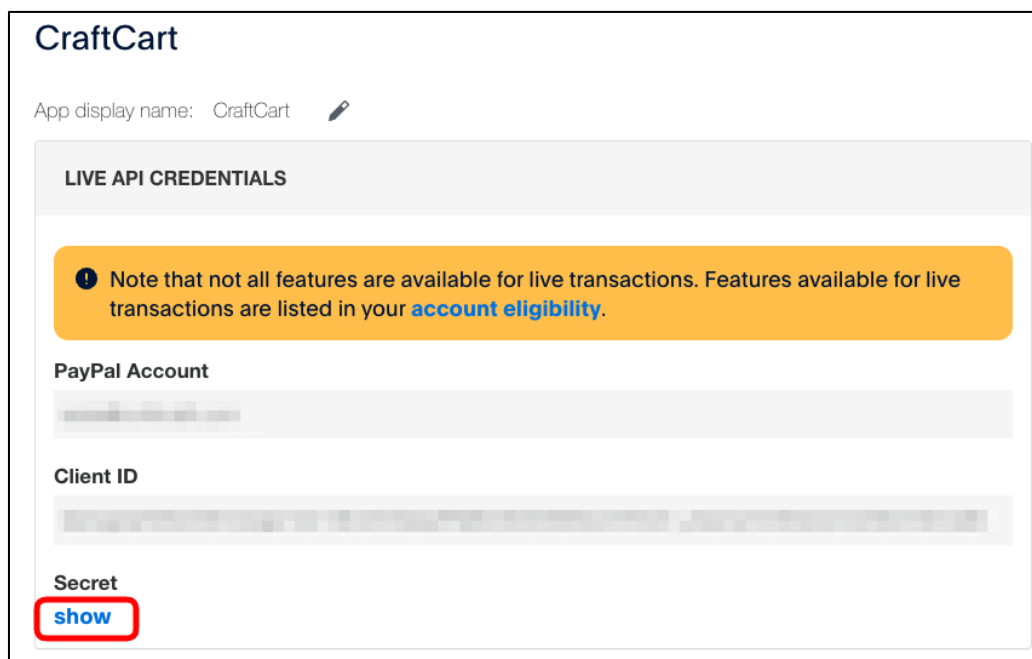 CraftCart
App display name: CraftCart
LIVE API CREDENTIALS
Note that not all features are available for live transactions. Features available for live
transactions are listed in your account eligibility.
PayPal Account
Client ID
Secret
show